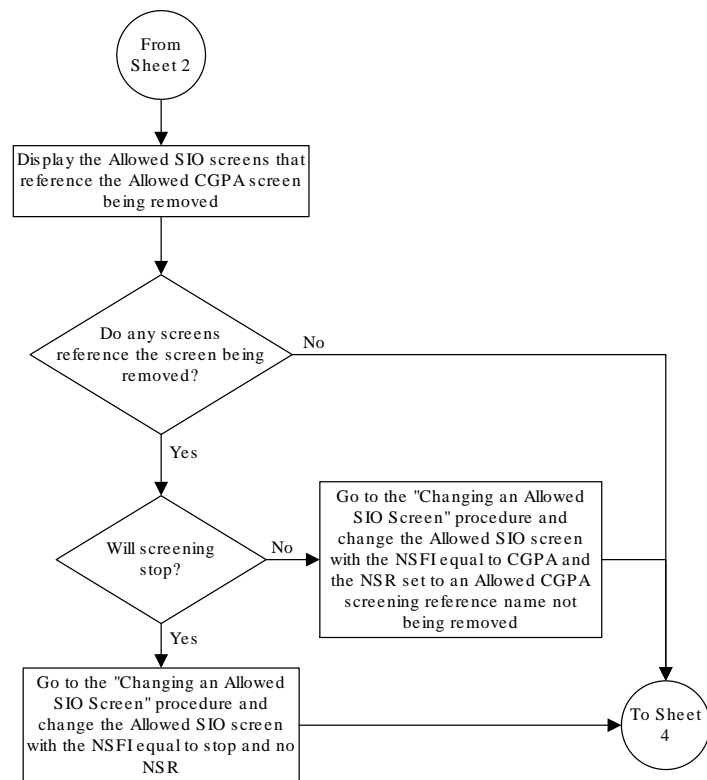 From
Sheet 2
Display the Allowed SIO screens that
reference the Allowed CGPA screen
being removed
Do any screens
reference the screen being
removed?
No
Yes
Will screening
stop?
No
Go to the "Changing an Allowed
SIO Screen" procedure and
change the Allowed SIO screen
with the NSFI equal to CGPA and
the NSR set to an Allowed CGPA
screening reference name not
being removed
Yes
Go to the "Changing an Allowed
SIO Screen" procedure and
change the Allowed SIO screen
with the NSFI equal to stop and no
NSR
To Sheet
4